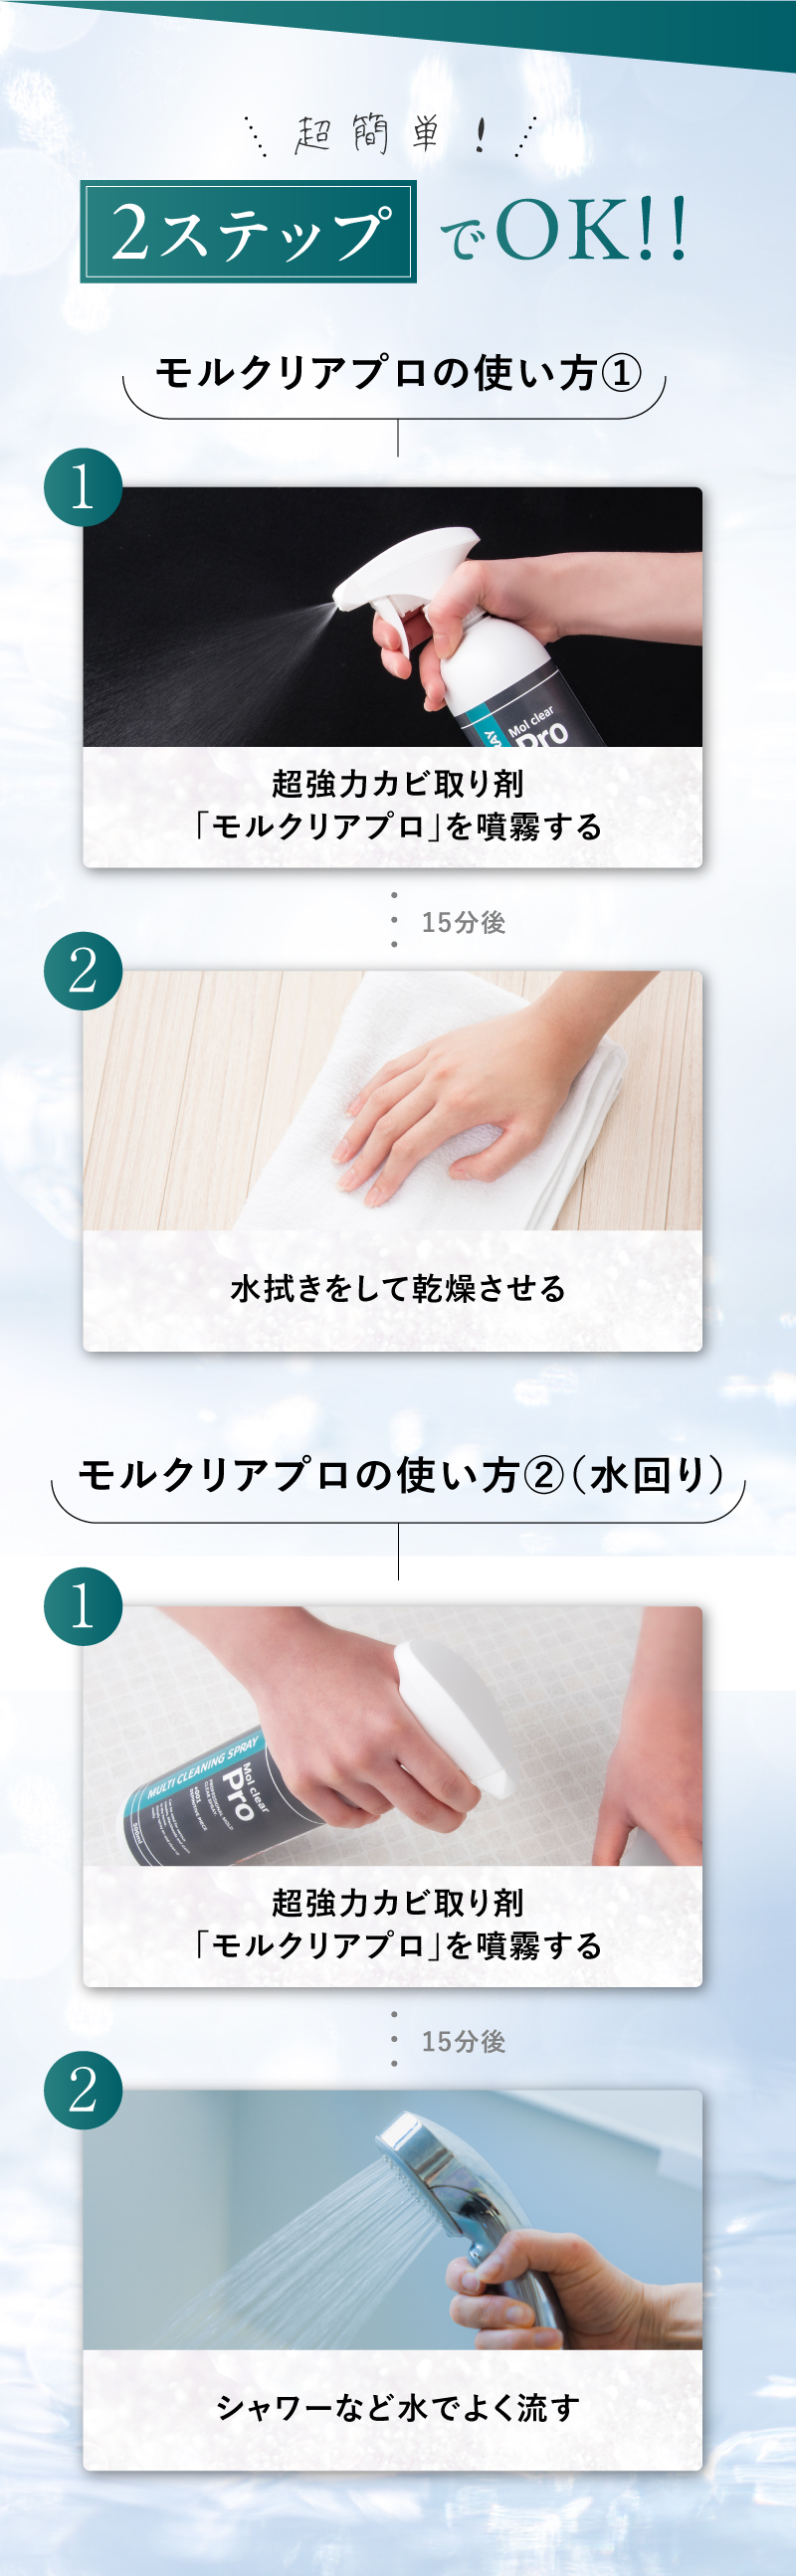 超簡単！
2ステップでOK!!
モルクリアプロの使い方①
1
Mol clear
Pro
超強力カビ取り剤
「モルクリアプロ」を噴霧する
15分後
2
水拭きをして乾燥させる
モルクリアプロの使い方②（水回り）
1
MULTI CLEANING SPRAY
Mol clear
Pro
超強力カビ取り剤
「モルクリアプロ」を噴霧する
15分後
2
シャワーなど水でよく流す